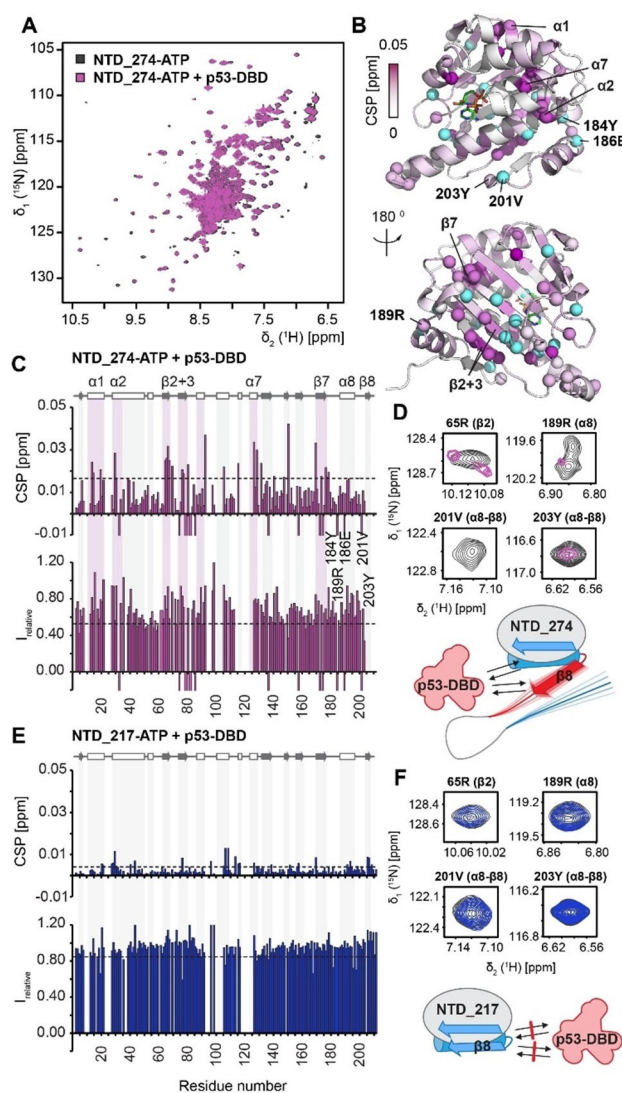 A
NTD_274-ATP
NTD_274-ATP + p53-DBD
105
110
115
120
125
130
δ₁ (¹⁵N) [ppm]
10.5 9.5 8.5 7.5 6.5
δ₂ (¹H) [ppm]
B
0.05
CSP [ppm]
0
α1
α7
α2
184Y
186E
203Y
201V
180 ⁰
β7
189R
β2+3
C
NTD_274-ATP + p53-DBD
α1 α2 β2+3 α7 β7 α8 β8
0.05
0.03
0.01
-0.01
CSP [ppm]
184Y
186E
189R
201V
203Y
1.20
0.80
0.40
0.00
Irelative
20 40 60 80 100 120 140 160 180 200
D
65R (β2) 189R (α8)
128.4
128.7
10.12 10.08
119.6
120.2
6.90 6.80
201V (α8-β8) 203Y (α8-β8)
122.4
122.8
7.16 7.10
116.6
117.0
6.62 6.56
δ₁ (¹⁵N) [ppm]
δ₂ (¹H) [ppm]
NTD_274
p53-DBD
β8
E
NTD_217-ATP + p53-DBD
0.05
0.03
0.01
-0.01
CSP [ppm]
1.20
0.80
0.40
0.00
Irelative
20 40 60 80 100 120 140 160 180 200
Residue number
F
65R (β2) 189R (α8)
128.4
128.6
10.06 10.02
119.2
119.5
6.86 6.80
201V (α8-β8) 203Y (α8-β8)
122.1
122.4
7.14 7.10
116.2
116.8
6.62 6.56
δ₁ (¹⁵N) [ppm]
δ₂ (¹H) [ppm]
NTD_217
β8
p53-DBD